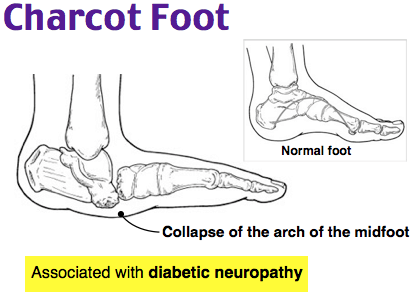 Charcot Foot
Normal foot
Collapse of the arch of the midfoot
Associated with diabetic neuropathy